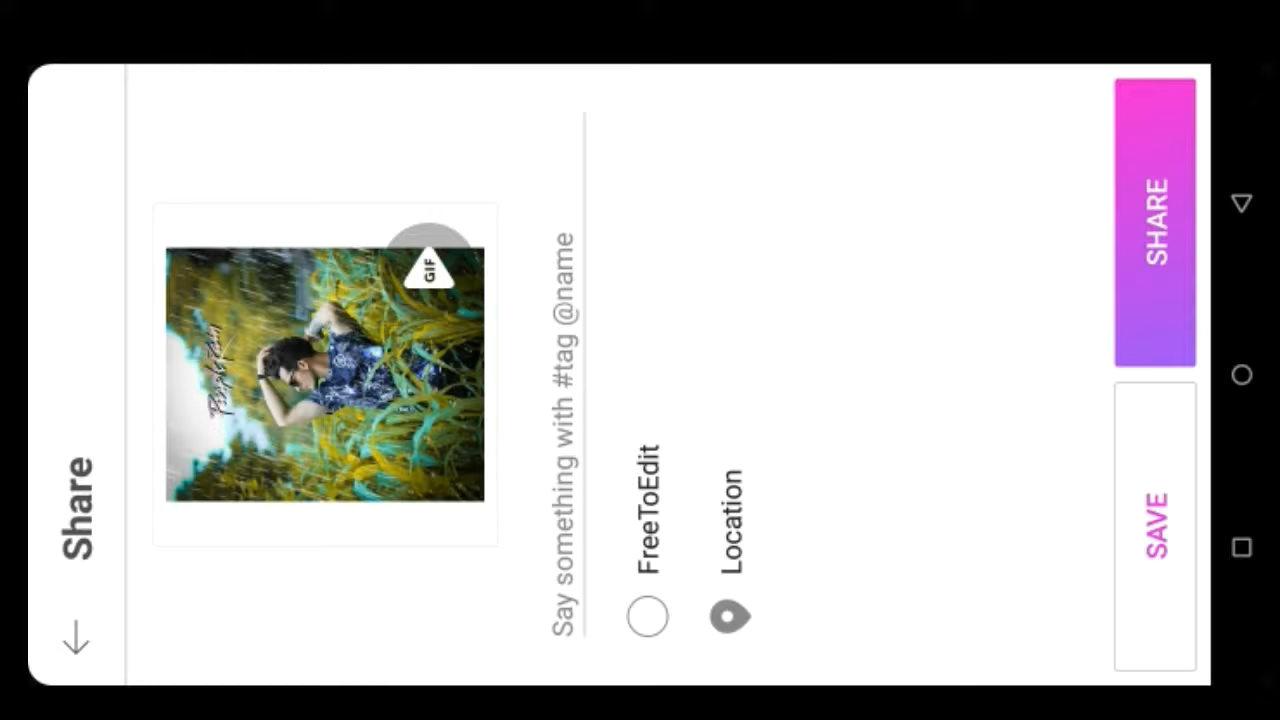 Share
GIF
Say something with #tag @name
FreeToEdit
Location
SAVE
SHARE